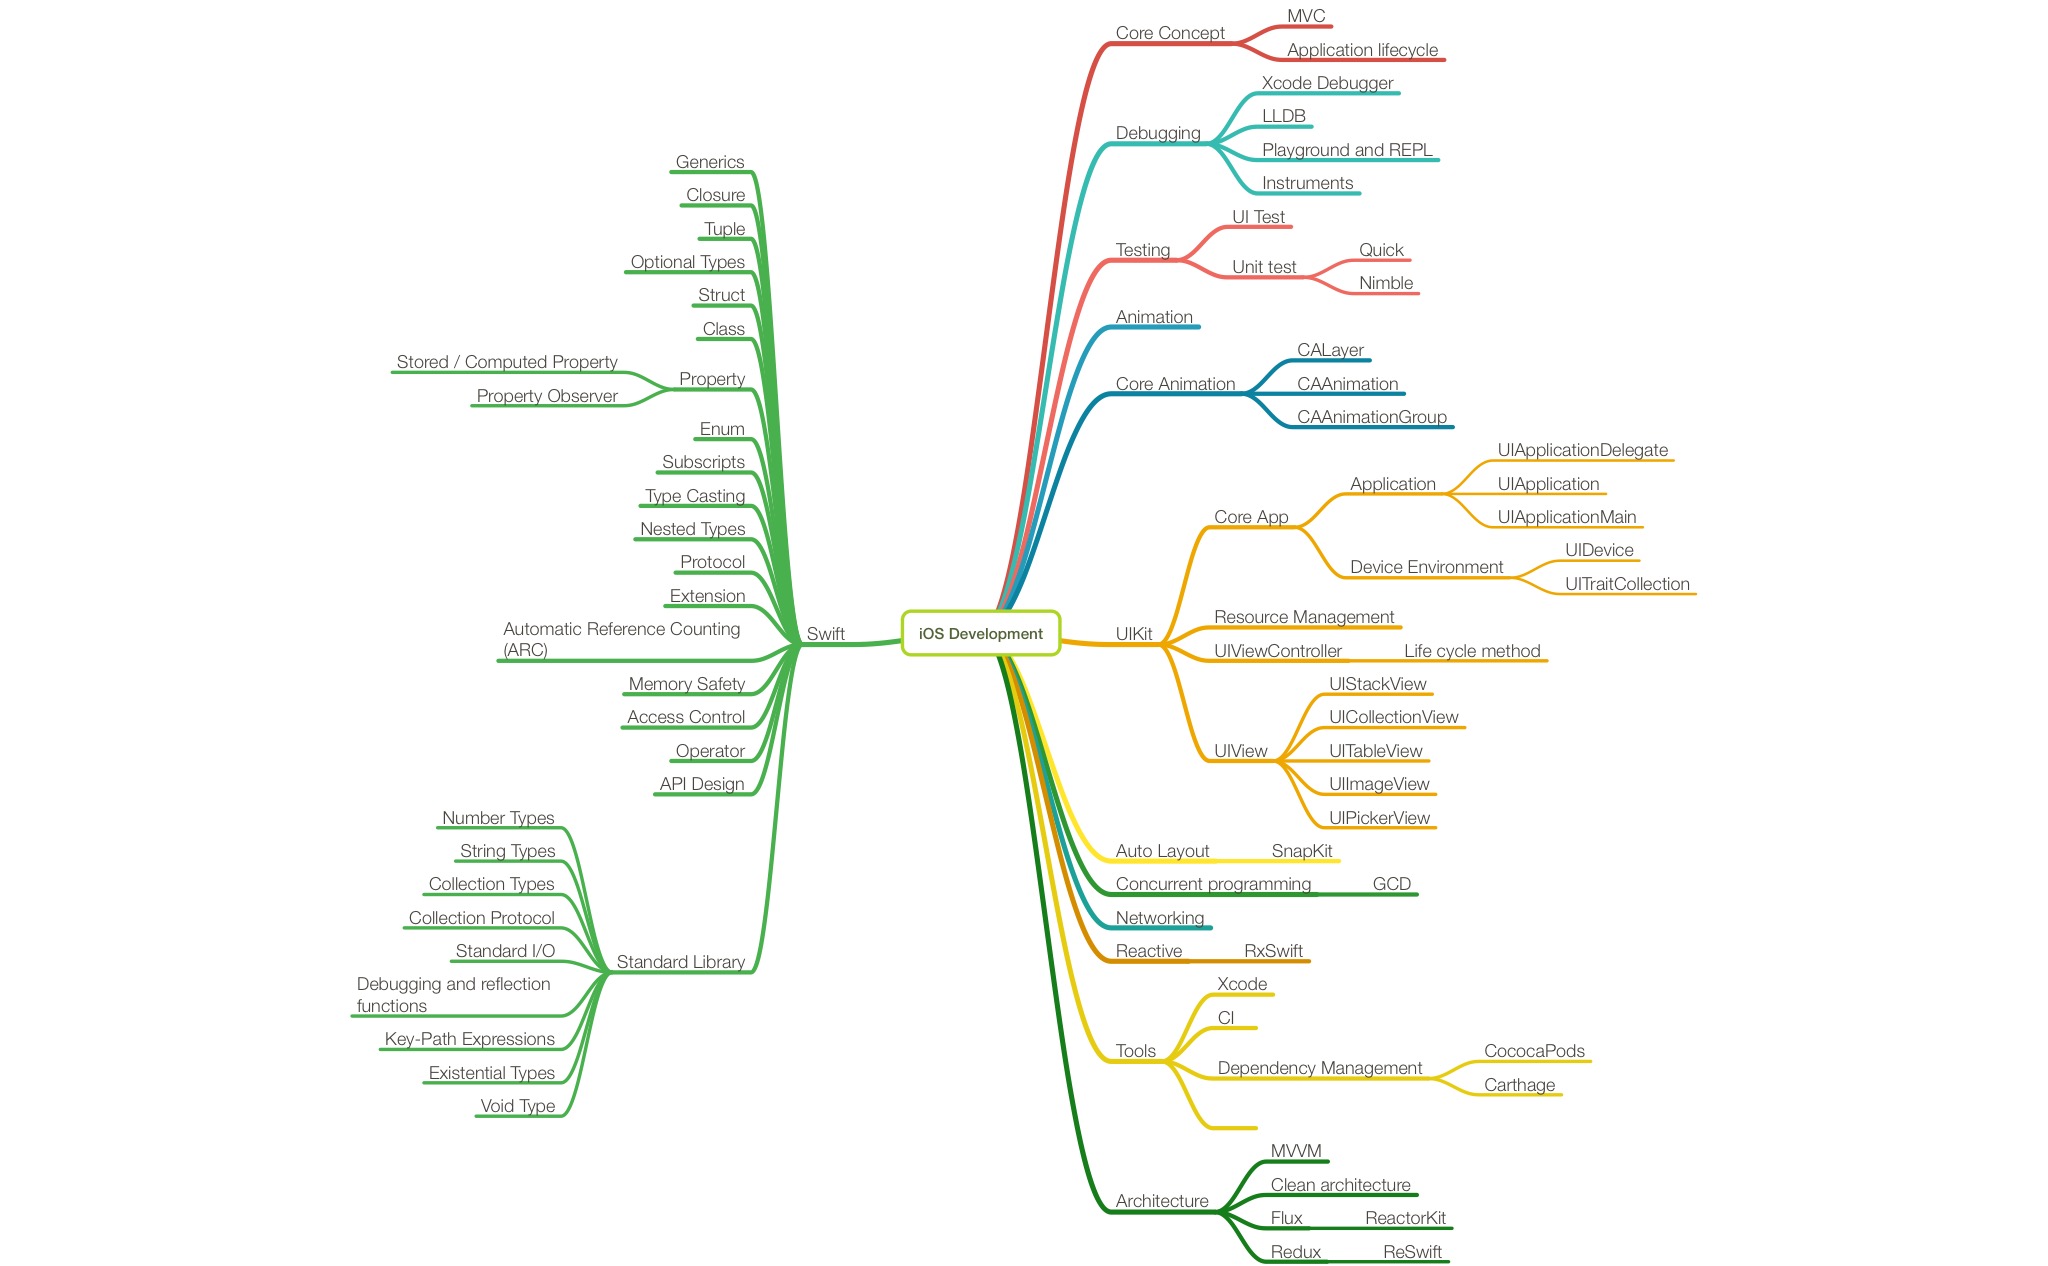 iOS Development
Swift
Generics
Closure
Tuple
Optional Types
Struct
Class
Property
Stored / Computed Property
Property Observer
Enum
Subscripts
Type Casting
Nested Types
Protocol
Extension
Automatic Reference Counting
(ARC)
Memory Safety
Access Control
Operator
API Design
Standard Library
Number Types
String Types
Collection Types
Collection Protocol
Standard I/O
Debugging and reflection
functions
Key-Path Expressions
Existential Types
Void Type
Core Concept
MVC
Application lifecycle
Debugging
Xcode Debugger
LLDB
Playground and REPL
Instruments
Testing
UI Test
Unit test
Quick
Nimble
Animation
Core Animation
CALayer
CAAnimation
CAAnimationGroup
UIKit
Core App
Application
UIApplicationDelegate
UIApplication
UIApplicationMain
Device Environment
UIDevice
UITraitCollection
Resource Management
UIViewController
Life cycle method
UIView
UIStackView
UICollectionView
UITableView
UIImageView
UIPickerView
Auto Layout
SnapKit
Concurrent programming
GCD
Networking
Reactive
RxSwift
Tools
Xcode
CI
Dependency Management
CococaPods
Carthage
Architecture
MVVM
Clean architecture
Flux
ReactorKit
Redux
ReSwift